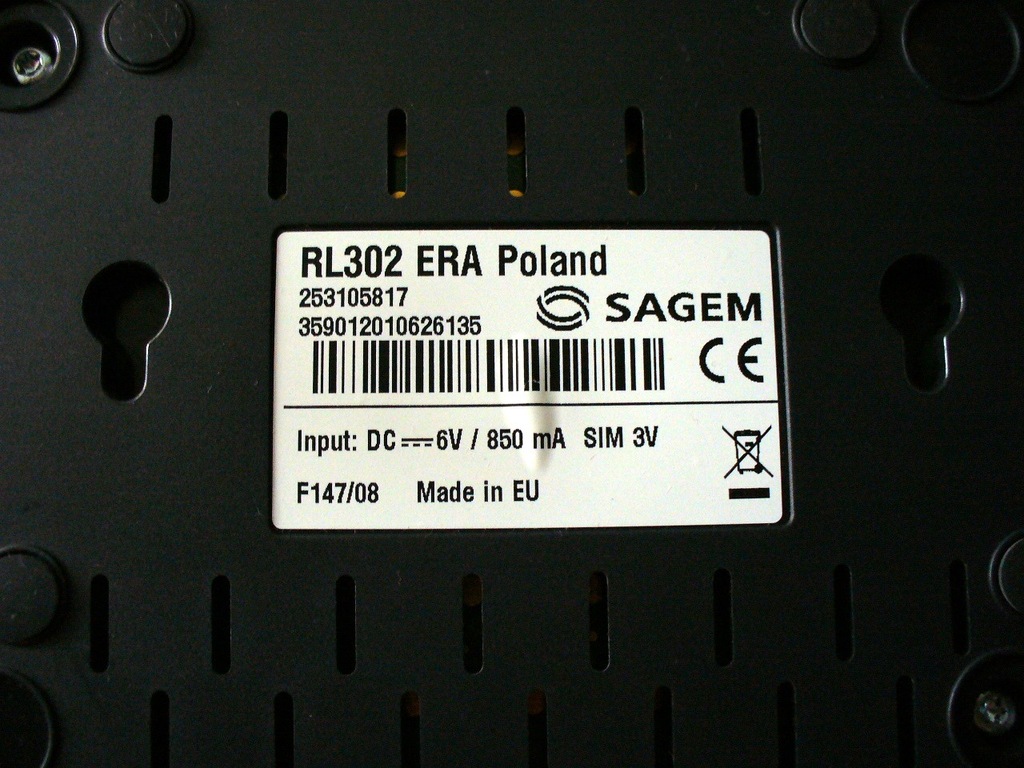 RL302 ERA Poland
253105817
SAGEM
359012010626135
CE
Input: DC 6V / 850 mA SIM 3V
F147/08 Made in EU